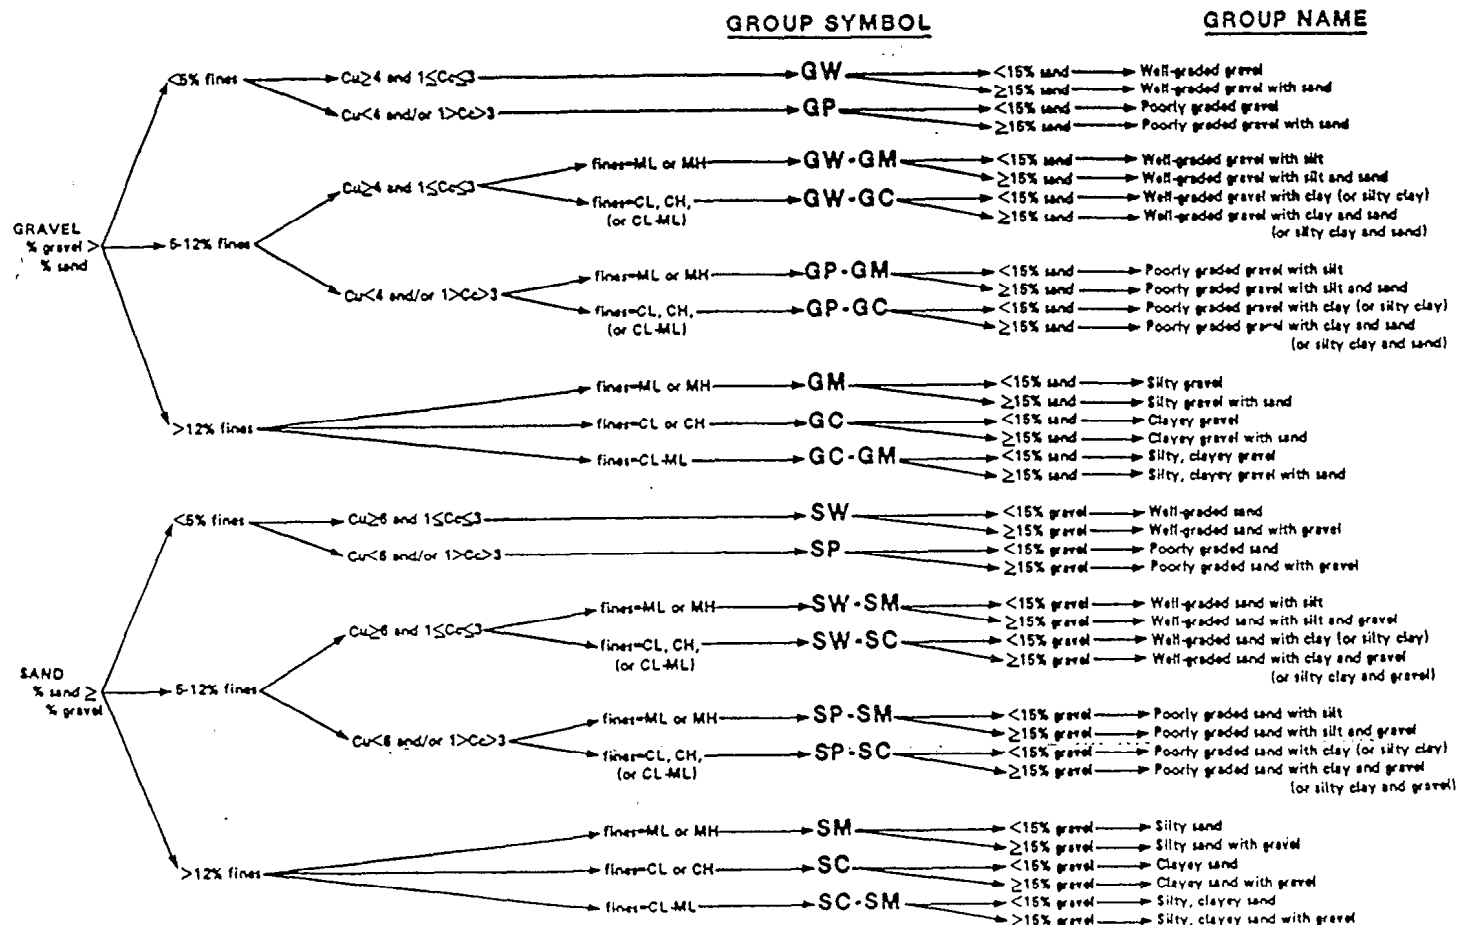 GROUP SYMBOL GROUP NAME
<5% fines Cu≥4 and 1≤Cc≤3 GW <15% sand Well-graded gravel
≥15% sand Well-graded gravel with sand
Cu<4 and/or 1>Cc>3 GP <15% sand Poorly graded gravel
≥15% sand Poorly graded gravel with sand
fines=ML or MH GW-GM <15% sand Well-graded gravel with silt
≥15% sand Well-graded gravel with silt and sand
Cu≥4 and 1≤Cc≤3
fines=CL, CH, GW-GC <15% sand Well-graded gravel with clay (or silty clay)
(or CL-ML) ≥15% sand Well-graded gravel with clay and sand
(or silty clay and sand)
GRAVEL
% gravel > 5-12% fines
% sand
fines=ML or MH GP-GM <15% sand Poorly graded gravel with silt
≥15% sand Poorly graded gravel with silt and sand
Cu<4 and/or 1>Cc>3
fines=CL, CH, GP-GC <15% sand Poorly graded gravel with clay (or silty clay)
(or CL-ML) ≥15% sand Poorly graded gravel with clay and sand
(or silty clay and sand)
fines=ML or MH GM <15% sand Silty gravel
≥15% sand Silty gravel with sand
>12% fines fines=CL or CH GC <15% sand Clayey gravel
≥15% sand Clayey gravel with sand
fines=CL-ML GC-GM <15% sand Silty, clayey gravel
≥15% sand Silty, clayey gravel with sand
<5% fines Cu≥6 and 1≤Cc≤3 SW <15% gravel Well-graded sand
≥15% gravel Well-graded sand with gravel
Cu<6 and/or 1>Cc>3 SP <15% gravel Poorly graded sand
≥15% gravel Poorly graded sand with gravel
fines=ML or MH SW-SM <15% gravel Well-graded sand with silt
≥15% gravel Well-graded sand with silt and gravel
Cu≥6 and 1≤Cc≤3
fines=CL, CH, SW-SC <15% gravel Well-graded sand with clay (or silty clay)
(or CL-ML) ≥15% gravel Well-graded sand with clay and gravel
(or silty clay and gravel)
SAND
% sand ≥ 5-12% fines
% gravel
fines=ML or MH SP-SM <15% gravel Poorly graded sand with silt
≥15% gravel Poorly graded sand with silt and gravel
Cu<6 and/or 1>Cc>3
fines=CL, CH, SP-SC <15% gravel Poorly graded sand with clay (or silty clay)
(or CL-ML) ≥15% gravel Poorly graded sand with clay and gravel
(or silty clay and gravel)
fines=ML or MH SM <15% gravel Silty sand
≥15% gravel Silty sand with gravel
>12% fines fines=CL or CH SC <15% gravel Clayey sand
≥15% gravel Clayey sand with gravel
fines=CL-ML SC-SM <15% gravel Silty, clayey sand
>15% gravel Silty, clayey sand with gravel